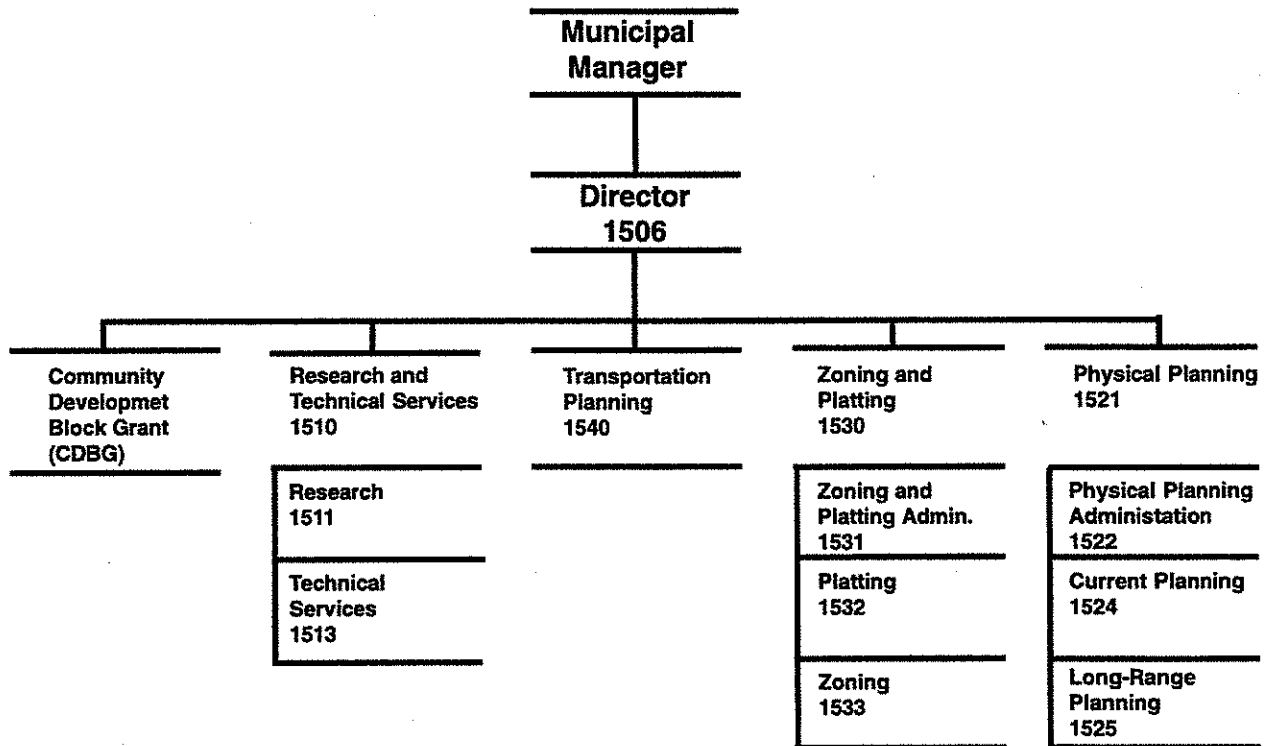 Municipal
Manager
Director
1506
Community
Developmet
Block Grant
(CDBG)
Research and
Technical Services
1510
Transportation
Planning
1540
Zoning and
Platting
1530
Physical Planning
1521
Research
1511
Technical
Services
1513
Zoning and
Platting Admin.
1531
Platting
1532
Zoning
1533
Physical Planning
Administation
1522
Current Planning
1524
Long-Range
Planning
1525